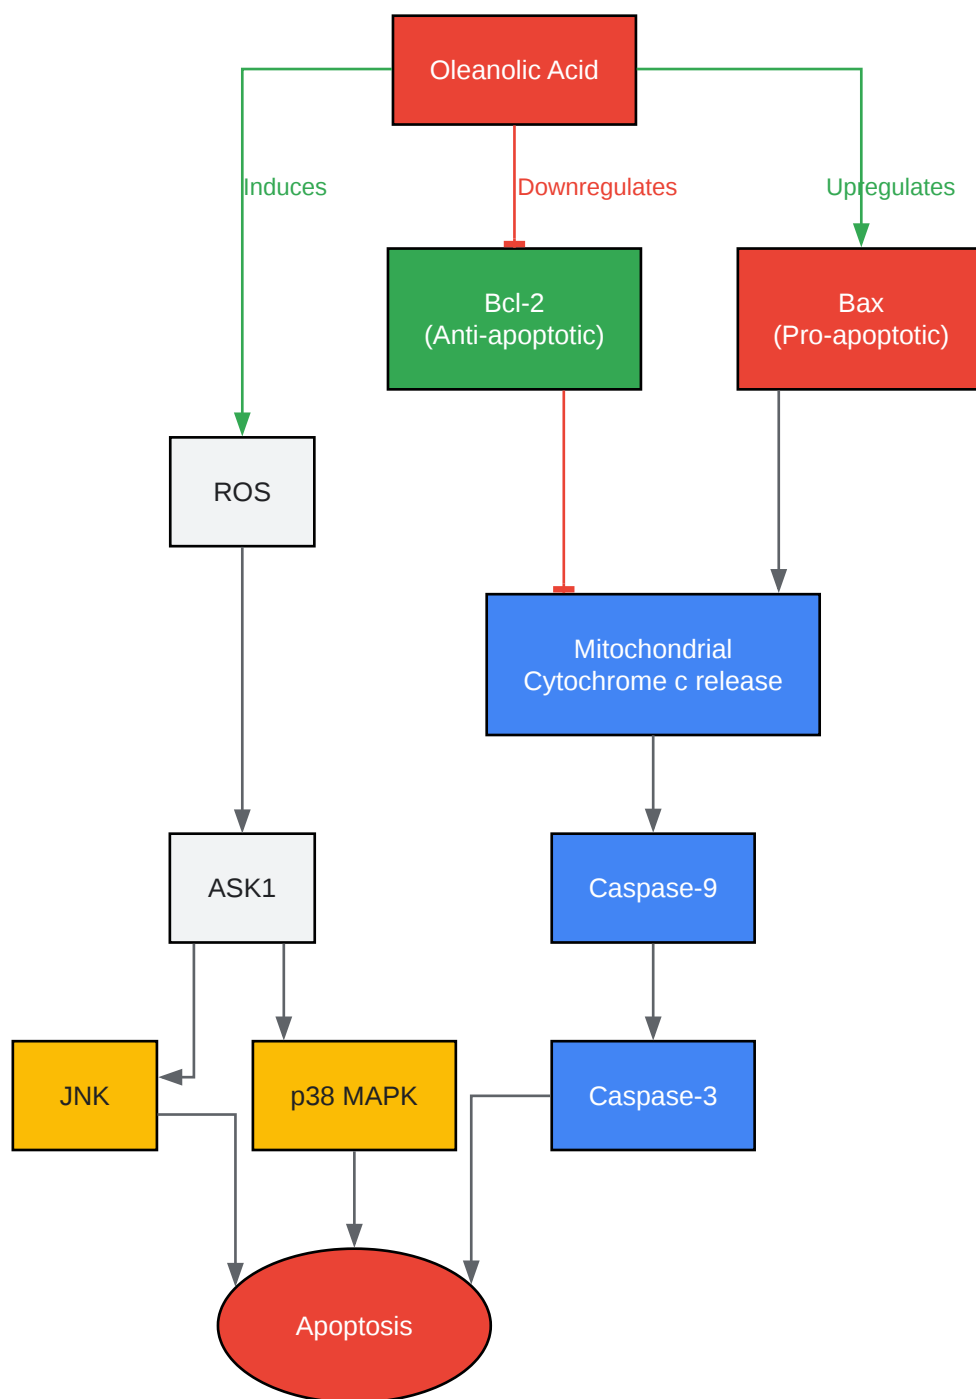 Oleanolic Acid
Induces
Downregulates
Upregulates
Bcl-2
(Anti-apoptotic)
Bax
(Pro-apoptotic)
ROS
Mitochondrial
Cytochrome c release
ASK1
Caspase-9
JNK
p38 MAPK
Caspase-3
Apoptosis